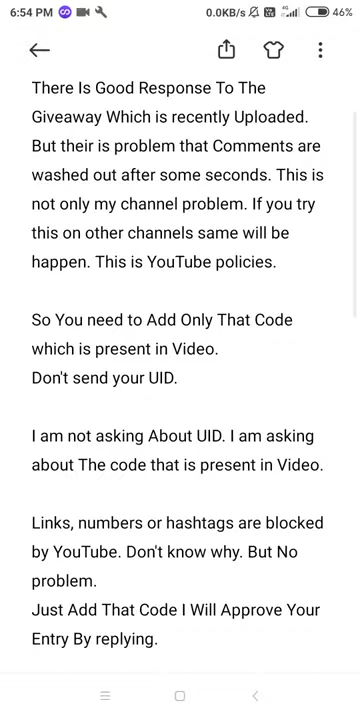 6:54 PM
0.0KB/s
4G
46%
There Is Good Response To The
Giveaway Which is recently Uploaded.
But their is problem that Comments are
washed out after some seconds. This is
not only my channel problem. If you try
this on other channels same will be
happen. This is YouTube policies.
So You need to Add Only That Code
which is present in Video.
Don't send your UID.
I am not asking About UID. I am asking
about The code that is present in Video.
Links, numbers or hashtags are blocked
by YouTube. Don't know why. But No
problem.
Just Add That Code I Will Approve Your
Entry By replying.